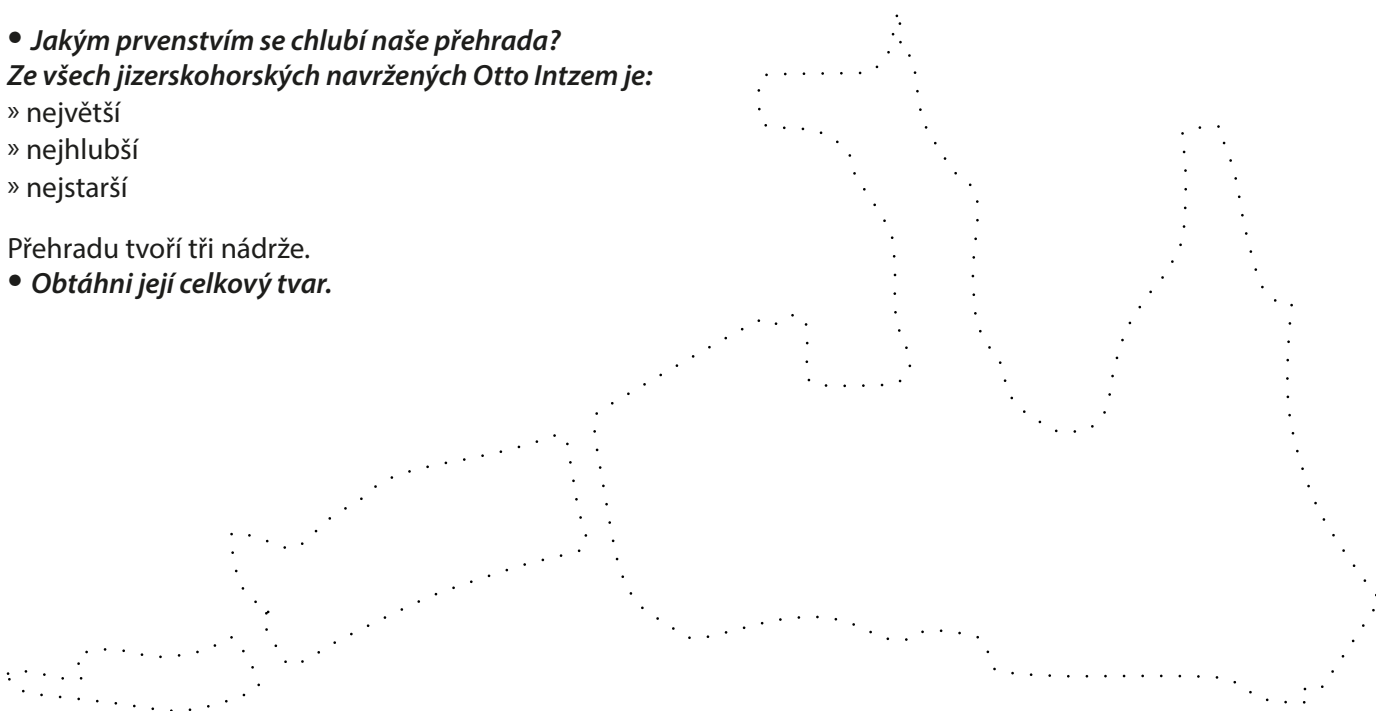 • Jakým prvenstvím se chlubí naše přehrada?
Ze všech jizerskohorských navržených Otto Intzem je:
» největší
» nejhlubší
» nejstarší
Přehradu tvoří tři nádrže.
• Obtáhni její celkový tvar.